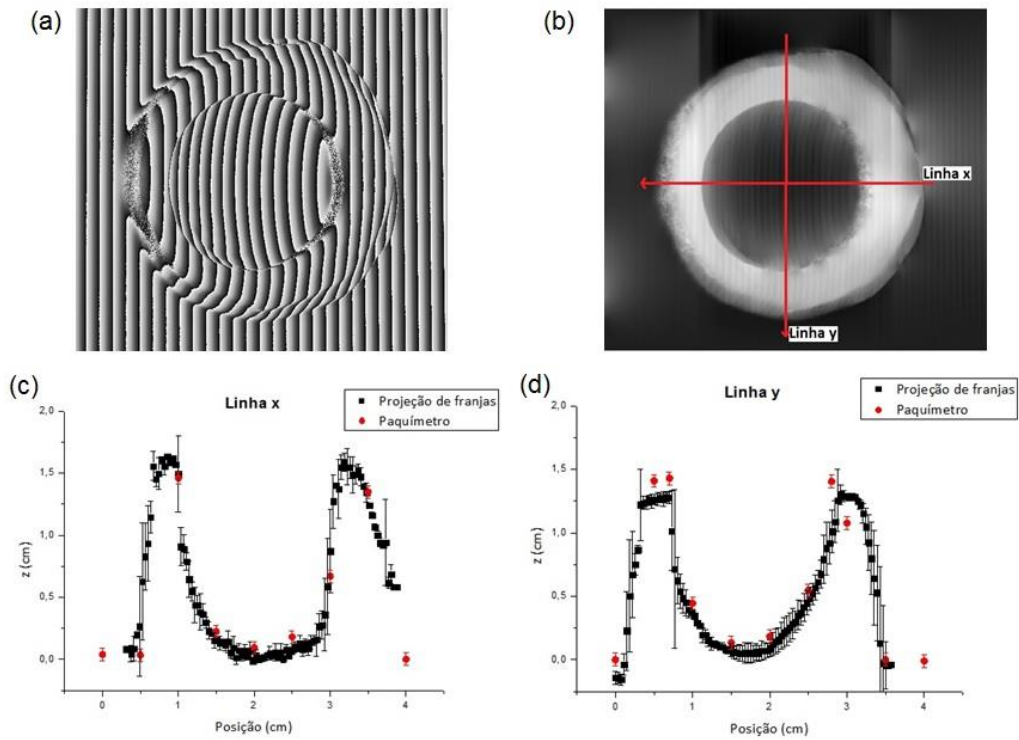 (a)
(b)
Linha x
Linha y
(c)
Linha x
Projeção de franjas
Paquímetro
2,0
1,5
1,0
0,5
0,0
z (cm)
0 1 2 3 4
Posição (cm)
(d)
Linha y
Projeção de franjas
Paquímetro
2,0
1,5
1,0
0,5
0,0
z (cm)
0 1 2 3 4
Posição (cm)